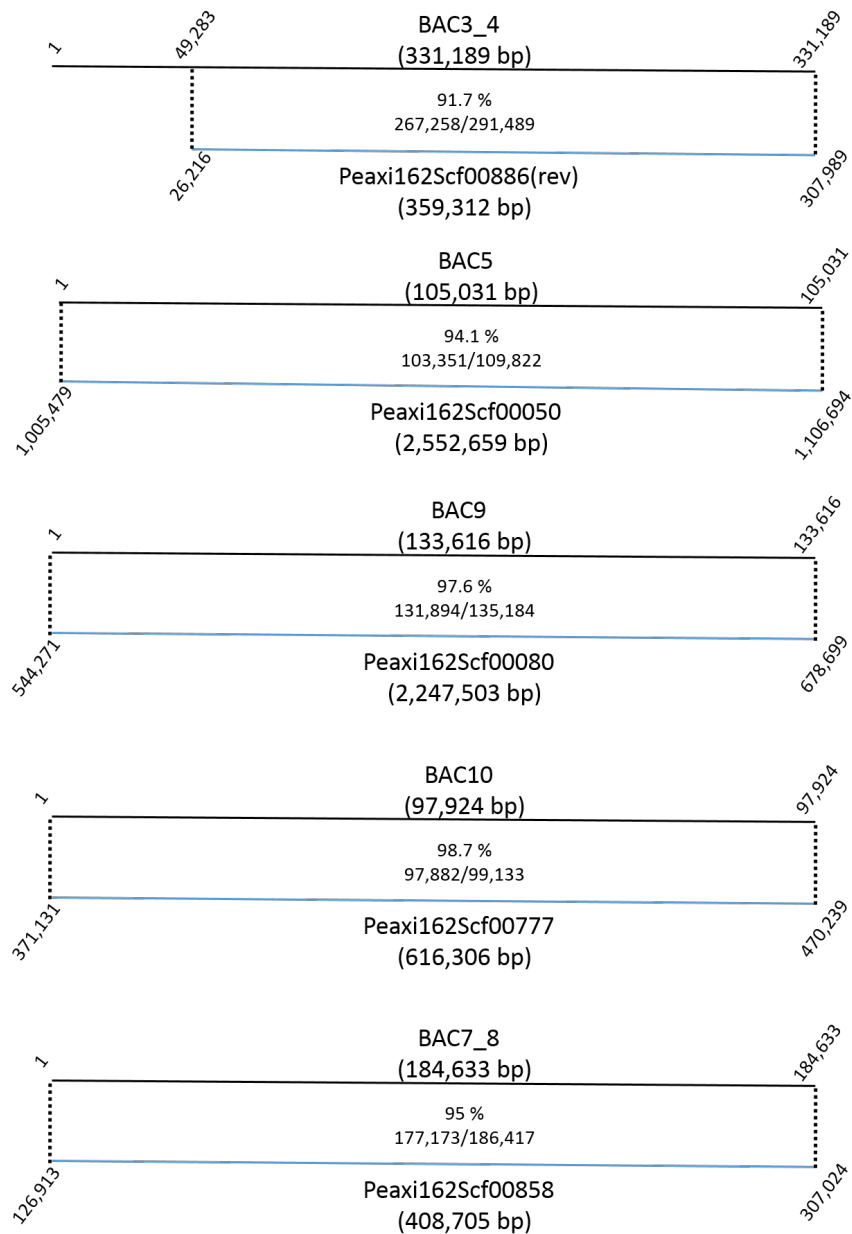 BAC3_4
(331,189 bp)
1
49,283
331,189
91.7 %
267,258/291,489
26,216
307,989
Peaxi162Scf00886(rev)
(359,312 bp)
BAC5
(105,031 bp)
1
105,031
94.1 %
103,351/109,822
1,005,479
1,106,694
Peaxi162Scf00050
(2,552,659 bp)
BAC9
(133,616 bp)
1
133,616
97.6 %
131,894/135,184
544,271
678,699
Peaxi162Scf00080
(2,247,503 bp)
BAC10
(97,924 bp)
1
97,924
98.7 %
97,882/99,133
371,131
470,239
Peaxi162Scf00777
(616,306 bp)
BAC7_8
(184,633 bp)
1
184,633
95 %
177,173/186,417
126,913
307,024
Peaxi162Scf00858
(408,705 bp)